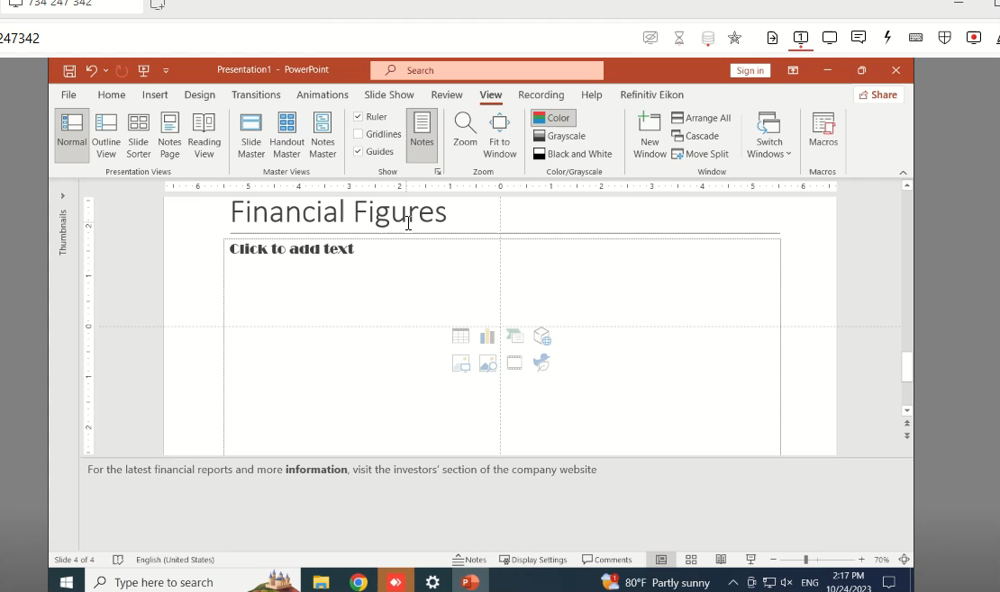 734 247 342
247342
Presentation1 - PowerPoint
Search
Sign in
File Home Insert Design Transitions Animations Slide Show Review View Recording Help Refinitiv Eikon
Share
Normal
Outline View
Slide Sorter
Notes Page
Reading View
Presentation Views
Slide Master
Handout Master
Notes Master
Master Views
Ruler
Gridlines
Guides
Show
Notes
Zoom
Fit to Window
Zoom
Color
Grayscale
Black and White
Color/Grayscale
New Window
Arrange All
Cascade
Move Split
Window
Switch Windows
Macros
Macros
Thumbnails
6 5 4 3 2 1 0 1 2 3 4 5 6
2 1 0 1 2
Financial Figures
Click to add text
For the latest financial reports and more information, visit the investors' section of the company website
Slide 4 of 4 English (United States) Notes Display Settings Comments 70%
Type here to search
1 80°F Partly sunny ENG 2:17 PM
10/24/2023